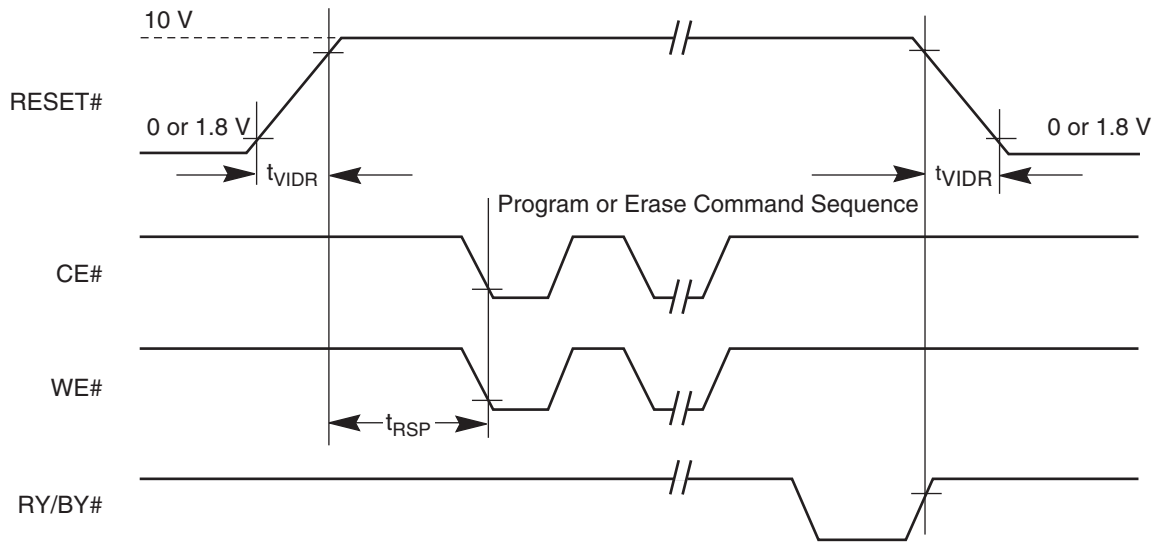 10 V
RESET#
0 or 1.8 V
0 or 1.8 V
tVIDR
tVIDR
Program or Erase Command Sequence
CE#
WE#
tRSP
RY/BY#